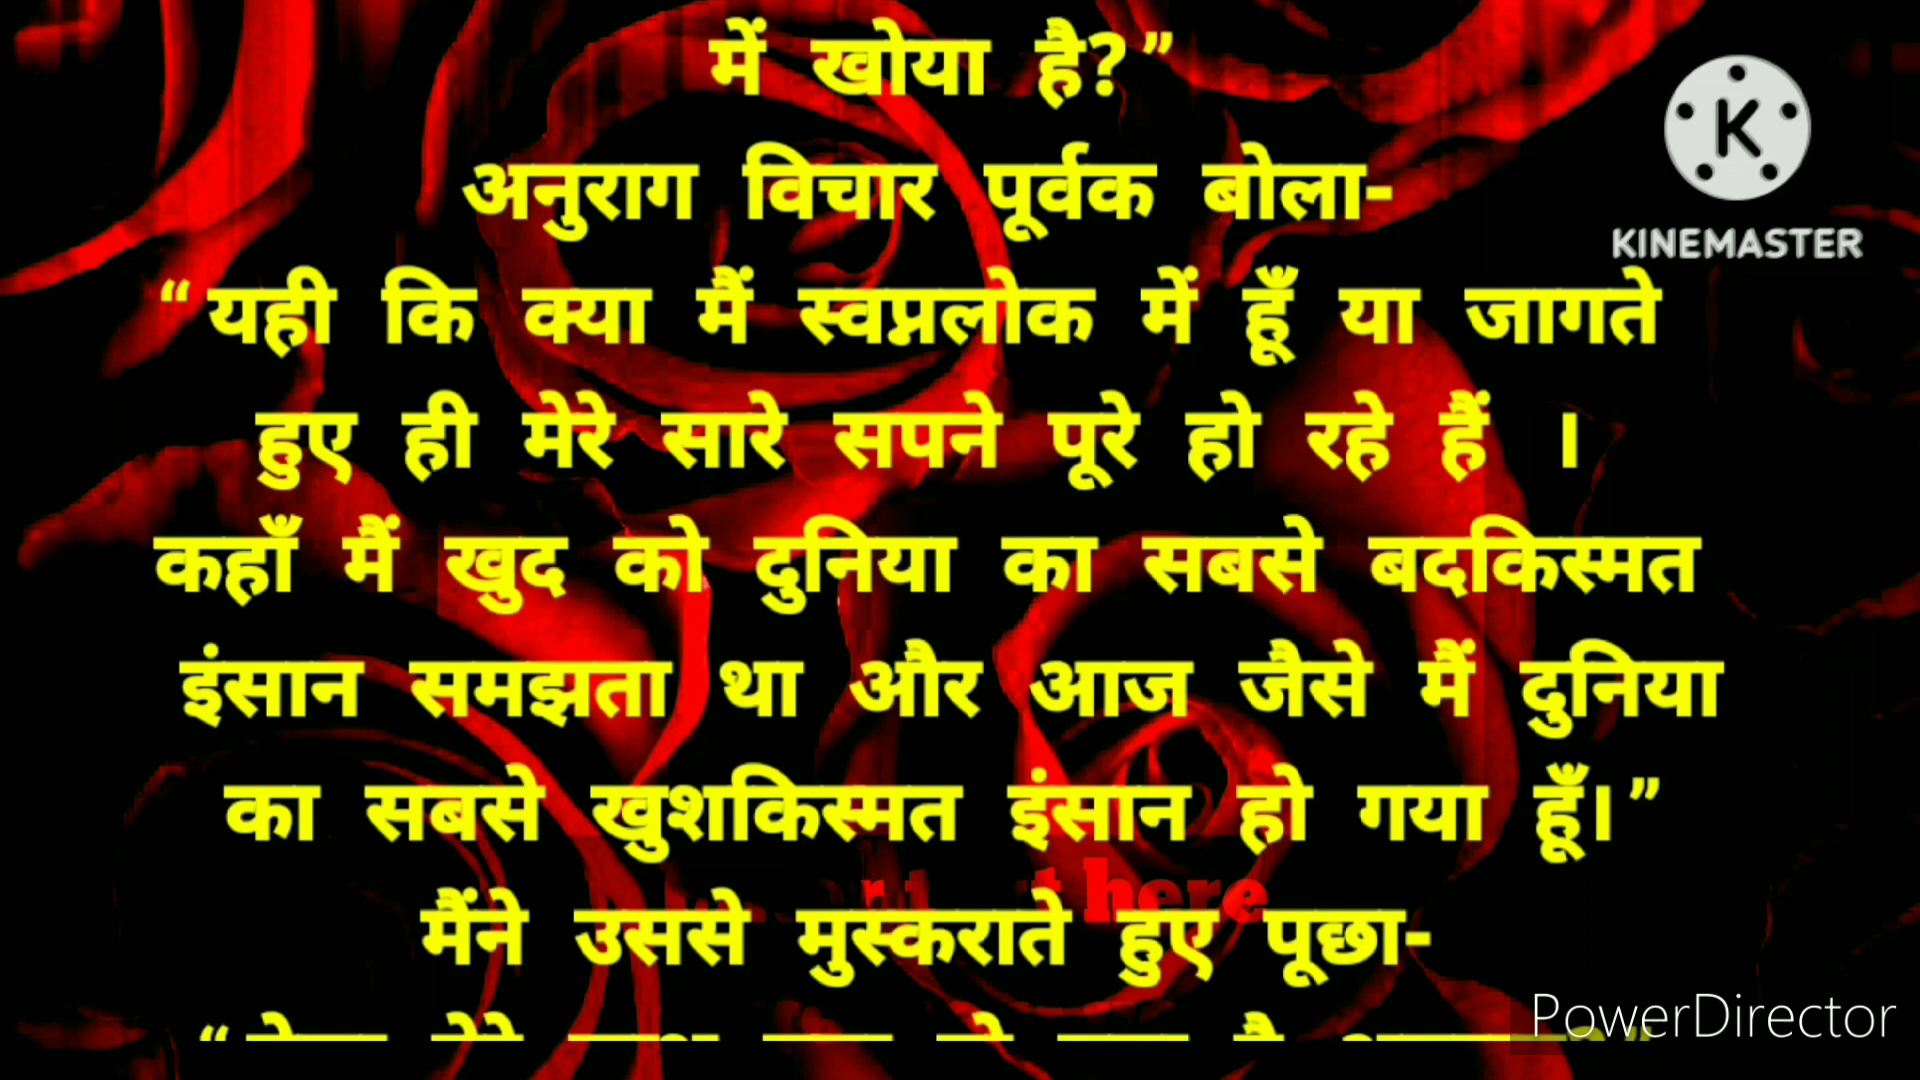 में खोया है?”
अनुराग विचार पूर्वक बोला-
“यही कि क्या मैं स्वप्नलोक में हूँ या जागते
हुए ही मेरे सारे सपने पूरे हो रहे हैं ।
कहाँ मैं खुद को दुनिया का सबसे बदकिस्मत
इंसान समझता था और आज जैसे मैं दुनिया
का सबसे खुशकिस्मत इंसान हो गया हूँ।”
मैंने उससे मुस्कराते हुए पूछा-
KINEMASTER
here
PowerDirector